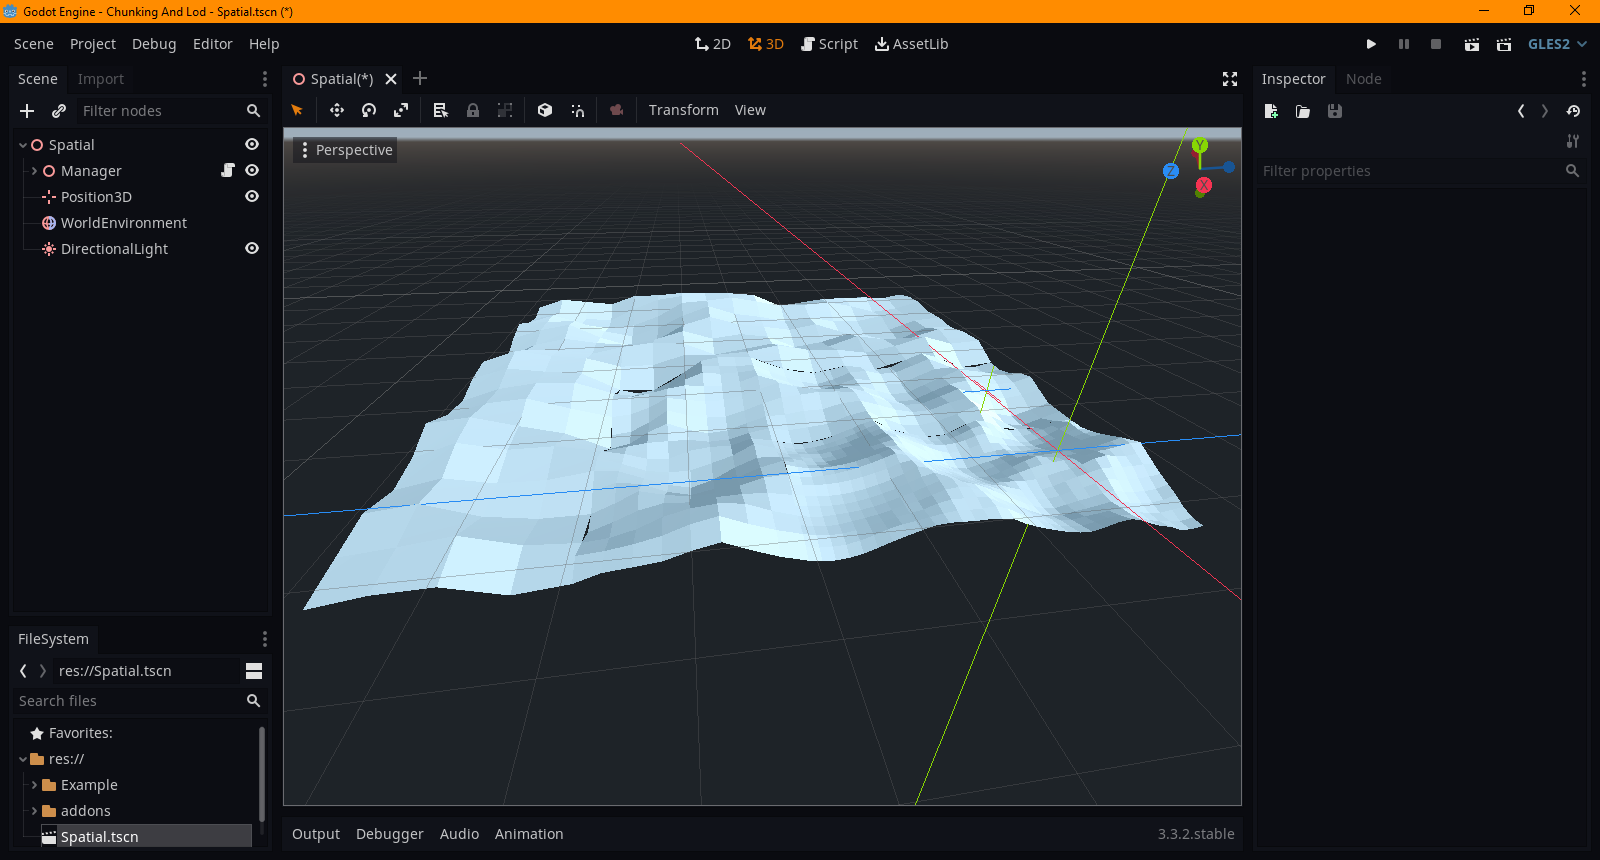 Godot Engine - Chunking And Lod - Spatial.tscn (*)
Scene Project Debug Editor Help
2D 3D Script AssetLib
GLES2
Scene Import
Filter nodes
Spatial
Manager
Position3D
WorldEnvironment
DirectionalLight
FileSystem
res://Spatial.tscn
Search files
Favorites:
res://
Example
addons
Spatial.tscn
Spatial(*)
Transform View
Perspective
Y
Z
X
Output Debugger Audio Animation
3.3.2.stable
Inspector Node
Filter properties